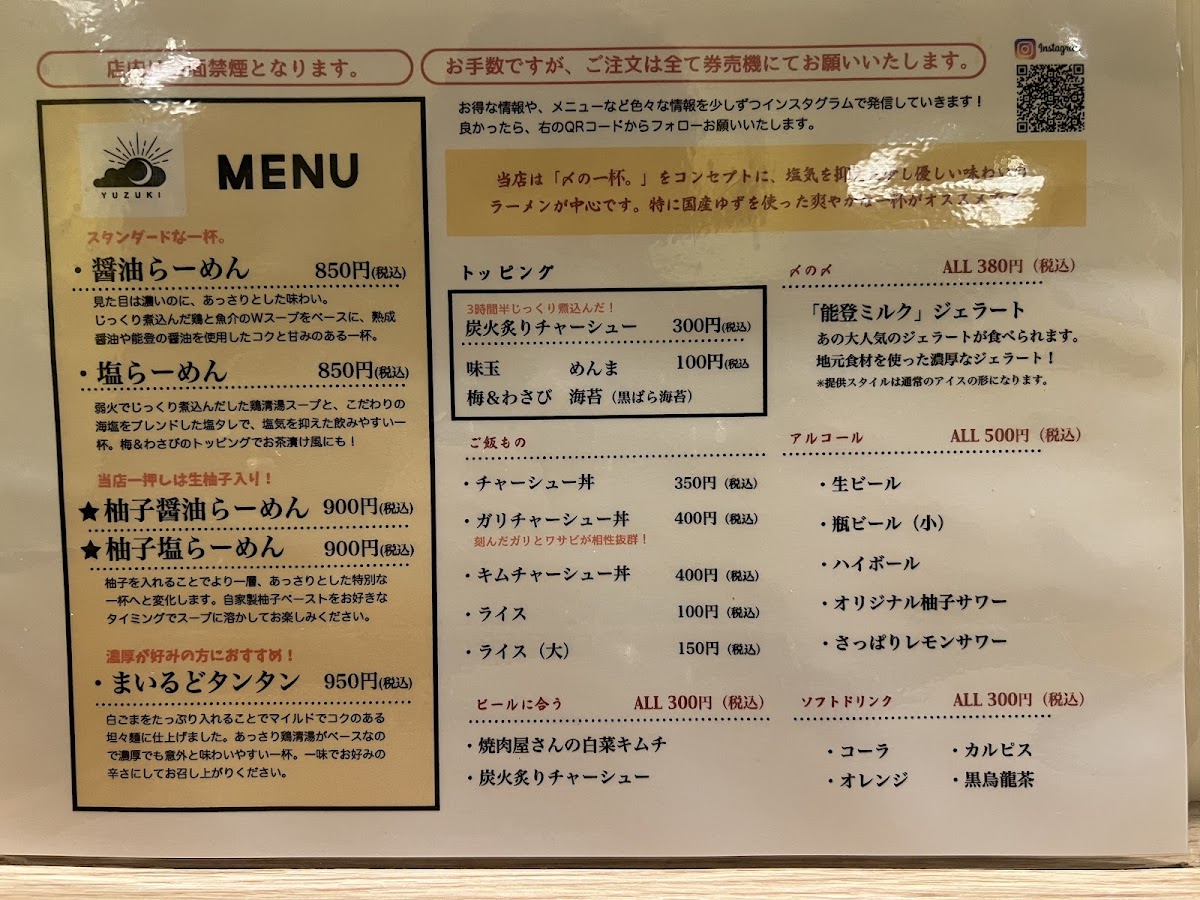 店内は 面禁煙となります。
お手数ですが、ご注文は全て券売機にてお願いいたします。
Instagram
お得な情報や、メニューなど色々な情報を少しずつインスタグラムで発信していきます！
良かったら、右のQRコードからフォローお願いいたします。
当店は「〆の一杯。」をコンセプトに、塩気を抑 し優しい味わいの
ラーメンが中心です。特に国産ゆずを使った爽やかな一杯がオススメです
YUZUKI
MENU
スタンダードな一杯。
・醤油らーめん 850円(税込)
見た目は濃いのに、あっさりとした味わい。
じっくり煮込んだ鶏と魚介のWスープをベースに、熟成
醤油や能登の醤油を使用したコクと甘みのある一杯。
・塩らーめん 850円(税込)
弱火でじっくり煮込んだした鶏清湯スープと、こだわりの
海塩をブレンドした塩タレで、塩気を抑えた飲みやすい一
杯。梅＆わさびのトッピングでお茶漬け風にも！
当店一押しは生柚子入り！
★柚子醤油らーめん 900円(税込)
★柚子塩らーめん 900円(税込)
柚子を入れることでより一層、あっさりとした特別な
一杯へと変化します。自家製柚子ペーストをお好きな
タイミングでスープに溶かしてお楽しみください。
濃厚が好みの方におすすめ！
・まいるどタンタン 950円(税込)
白ごまをたっぷり入れることでマイルドでコクのある
坦々麺に仕上げました。あっさり鶏清湯がベースなの
で濃厚でも意外と味わいやすい一杯。一味でお好みの
辛さにしてお召し上がりください。
トッピング
3時間半じっくり煮込んだ！
炭火炙りチャーシュー 300円(税込)
味玉 めんま 100円(税込
梅＆わさび 海苔（黒ばら海苔）
ご飯もの
・チャーシュー丼 350円（税込）
・ガリチャーシュー丼 400円（税込）
刻んだガリとワサビが相性抜群！
・キムチャーシュー丼 400円（税込）
・ライス 100円（税込）
・ライス（大） 150円（税込）
ビールに合う ALL 300円（税込）
・焼肉屋さんの白菜キムチ
・炭火炙りチャーシュー
〆の〆 ALL 380円（税込）
「能登ミルク」ジェラート
あの大人気のジェラートが食べられます。
地元食材を使った濃厚なジェラート！
＊提供スタイルは通常のアイスの形になります。
アルコール ALL 500円（税込）
・生ビール
・瓶ビール（小）
・ハイボール
・オリジナル柚子サワー
・さっぱりレモンサワー
ソフトドリンク ALL 300円（税込）
・コーラ ・カルピス
・オレンジ ・黒烏龍茶